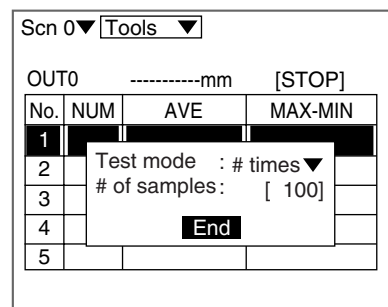 Scn 0▼ Tools ▼
OUT0 -----------mm [STOP]
No. NUM AVE MAX-MIN
1
2
3
4
5
Test mode : # times▼
# of samples: [ 100]
End